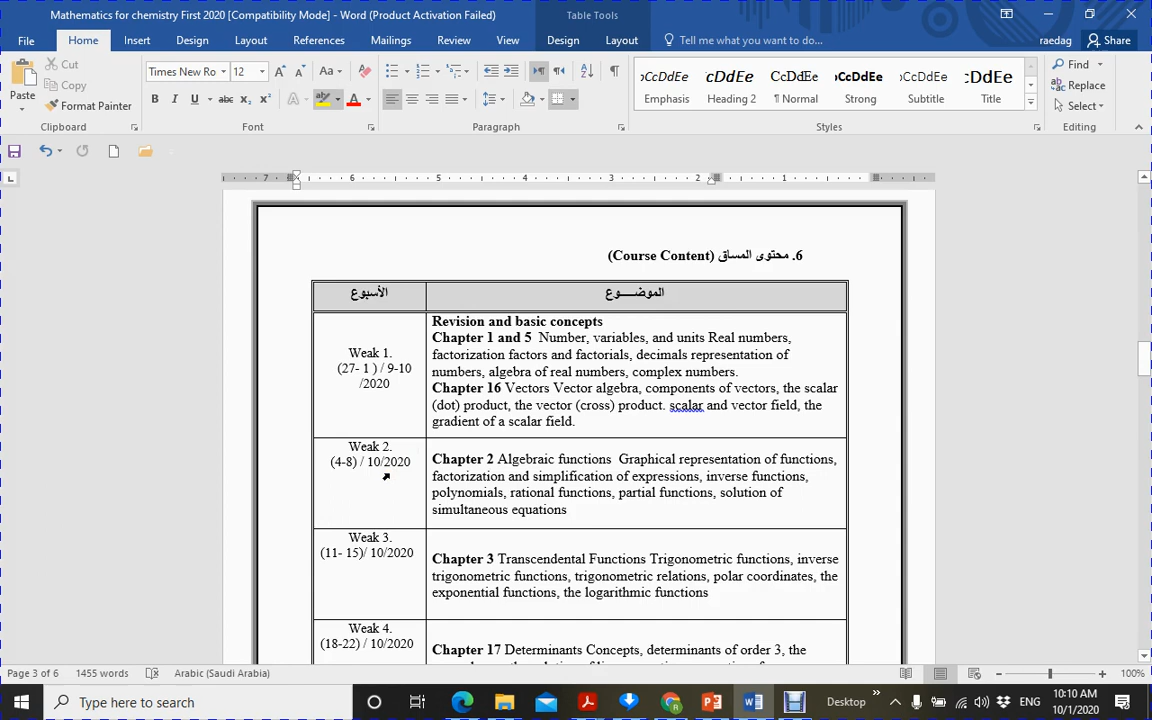 Mathematics for chemistry First 2020 [Compatibility Mode] - Word (Product Activation Failed)
Table Tools
File Home Insert Design Layout References Mailings Review View Design Layout Tell me what you want to do...
raedag Share
Paste
Cut
Copy
Format Painter
Clipboard
Times New Ro 12
Font
Paragraph
Emphasis
Heading 2
¶ Normal
Strong
Subtitle
Title
Styles
Find
Replace
Select
Editing
7 6 5 4 3 2 1
6. محتوى المساق (Course Content)
الأسبوع
الموضـــوع
Weak 1.
(27- 1 ) / 9-10
/2020
Revision and basic concepts
Chapter 1 and 5 Number, variables, and units Real numbers,
factorization factors and factorials, decimals representation of
numbers, algebra of real numbers, complex numbers.
Chapter 16 Vectors Vector algebra, components of vectors, the scalar
(dot) product, the vector (cross) product. scalar and vector field, the
gradient of a scalar field.
Weak 2.
(4-8) / 10/2020
Chapter 2 Algebraic functions Graphical representation of functions,
factorization and simplification of expressions, inverse functions,
polynomials, rational functions, partial functions, solution of
simultaneous equations
Weak 3.
(11- 15)/ 10/2020
Chapter 3 Transcendental Functions Trigonometric functions, inverse
trigonometric functions, trigonometric relations, polar coordinates, the
exponential functions, the logarithmic functions
Weak 4.
(18-22) / 10/2020
Chapter 17 Determinants Concepts, determinants of order 3, the
Page 3 of 6 1455 words Arabic (Saudi Arabia) 100%
Type here to search
Desktop
ENG
10:10 AM
10/1/2020